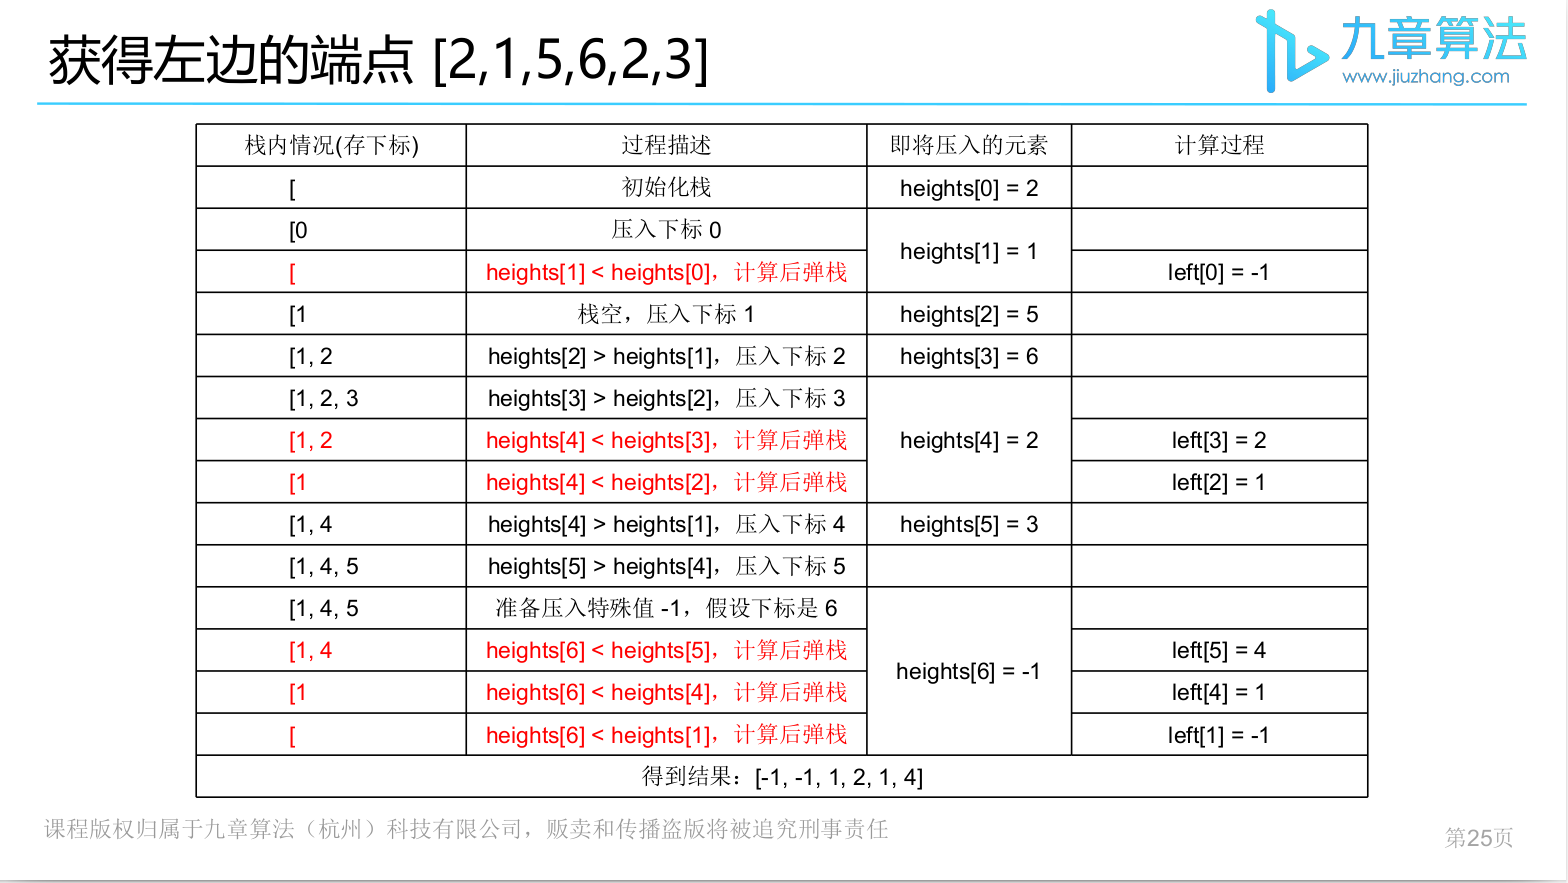 获得左边的端点 [2,1,5,6,2,3]
九章算法
www.jiuzhang.com
栈内情况(存下标) 过程描述 即将压入的元素 计算过程
[ 初始化栈 heights[0] = 2
[0 压入下标 0
heights[1] = 1
[ heights[1] < heights[0]，计算后弹栈 left[0] = -1
[1 栈空，压入下标 1 heights[2] = 5
[1, 2 heights[2] > heights[1]，压入下标 2 heights[3] = 6
[1, 2, 3 heights[3] > heights[2]，压入下标 3
[1, 2 heights[4] < heights[3]，计算后弹栈 heights[4] = 2 left[3] = 2
[1 heights[4] < heights[2]，计算后弹栈 left[2] = 1
[1, 4 heights[4] > heights[1]，压入下标 4 heights[5] = 3
[1, 4, 5 heights[5] > heights[4]，压入下标 5
[1, 4, 5 准备压入特殊值 -1，假设下标是 6
[1, 4 heights[6] < heights[5]，计算后弹栈 left[5] = 4
heights[6] = -1
[1 heights[6] < heights[4]，计算后弹栈 left[4] = 1
[ heights[6] < heights[1]，计算后弹栈 left[1] = -1
得到结果：[-1, -1, 1, 2, 1, 4]
课程版权归属于九章算法（杭州）科技有限公司，贩卖和传播盗版将被追究刑事责任
第25页